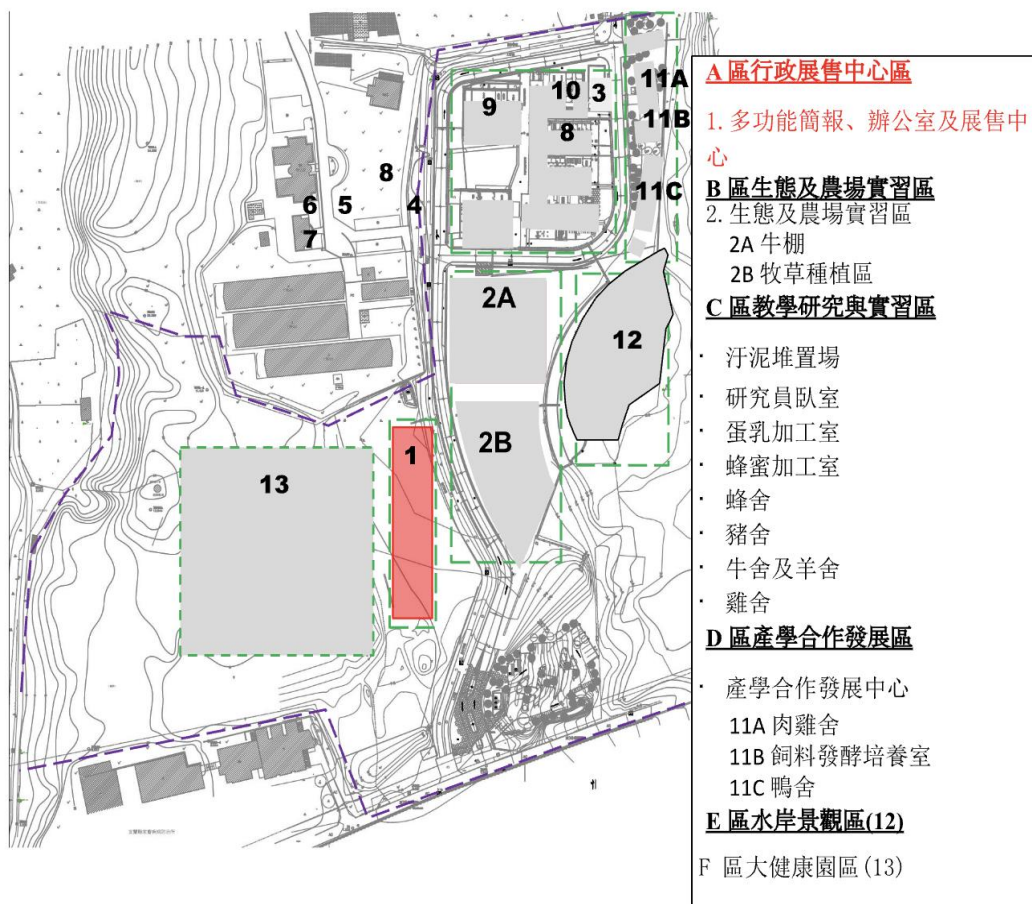 11A
10
3
9
11B
8
8
11C
6
5
4
7
2A
12
2B
1
13
A 區行政展售中心區
1. 多功能簡報、辦公室及展售中
心
B 區生態及農場實習區
2. 生態及農場實習區
2A 牛棚
2B 牧草種植區
C 區教學研究與實習區
· 汙泥堆置場
· 研究員臥室
· 蛋乳加工室
· 蜂蜜加工室
· 蜂舍
· 豬舍
· 牛舍及羊舍
· 雞舍
D 區產學合作發展區
· 產學合作發展中心
11A 肉雞舍
11B 飼料發酵培養室
11C 鴨舍
E 區水岸景觀區(12)
F 區大健康園區(13)